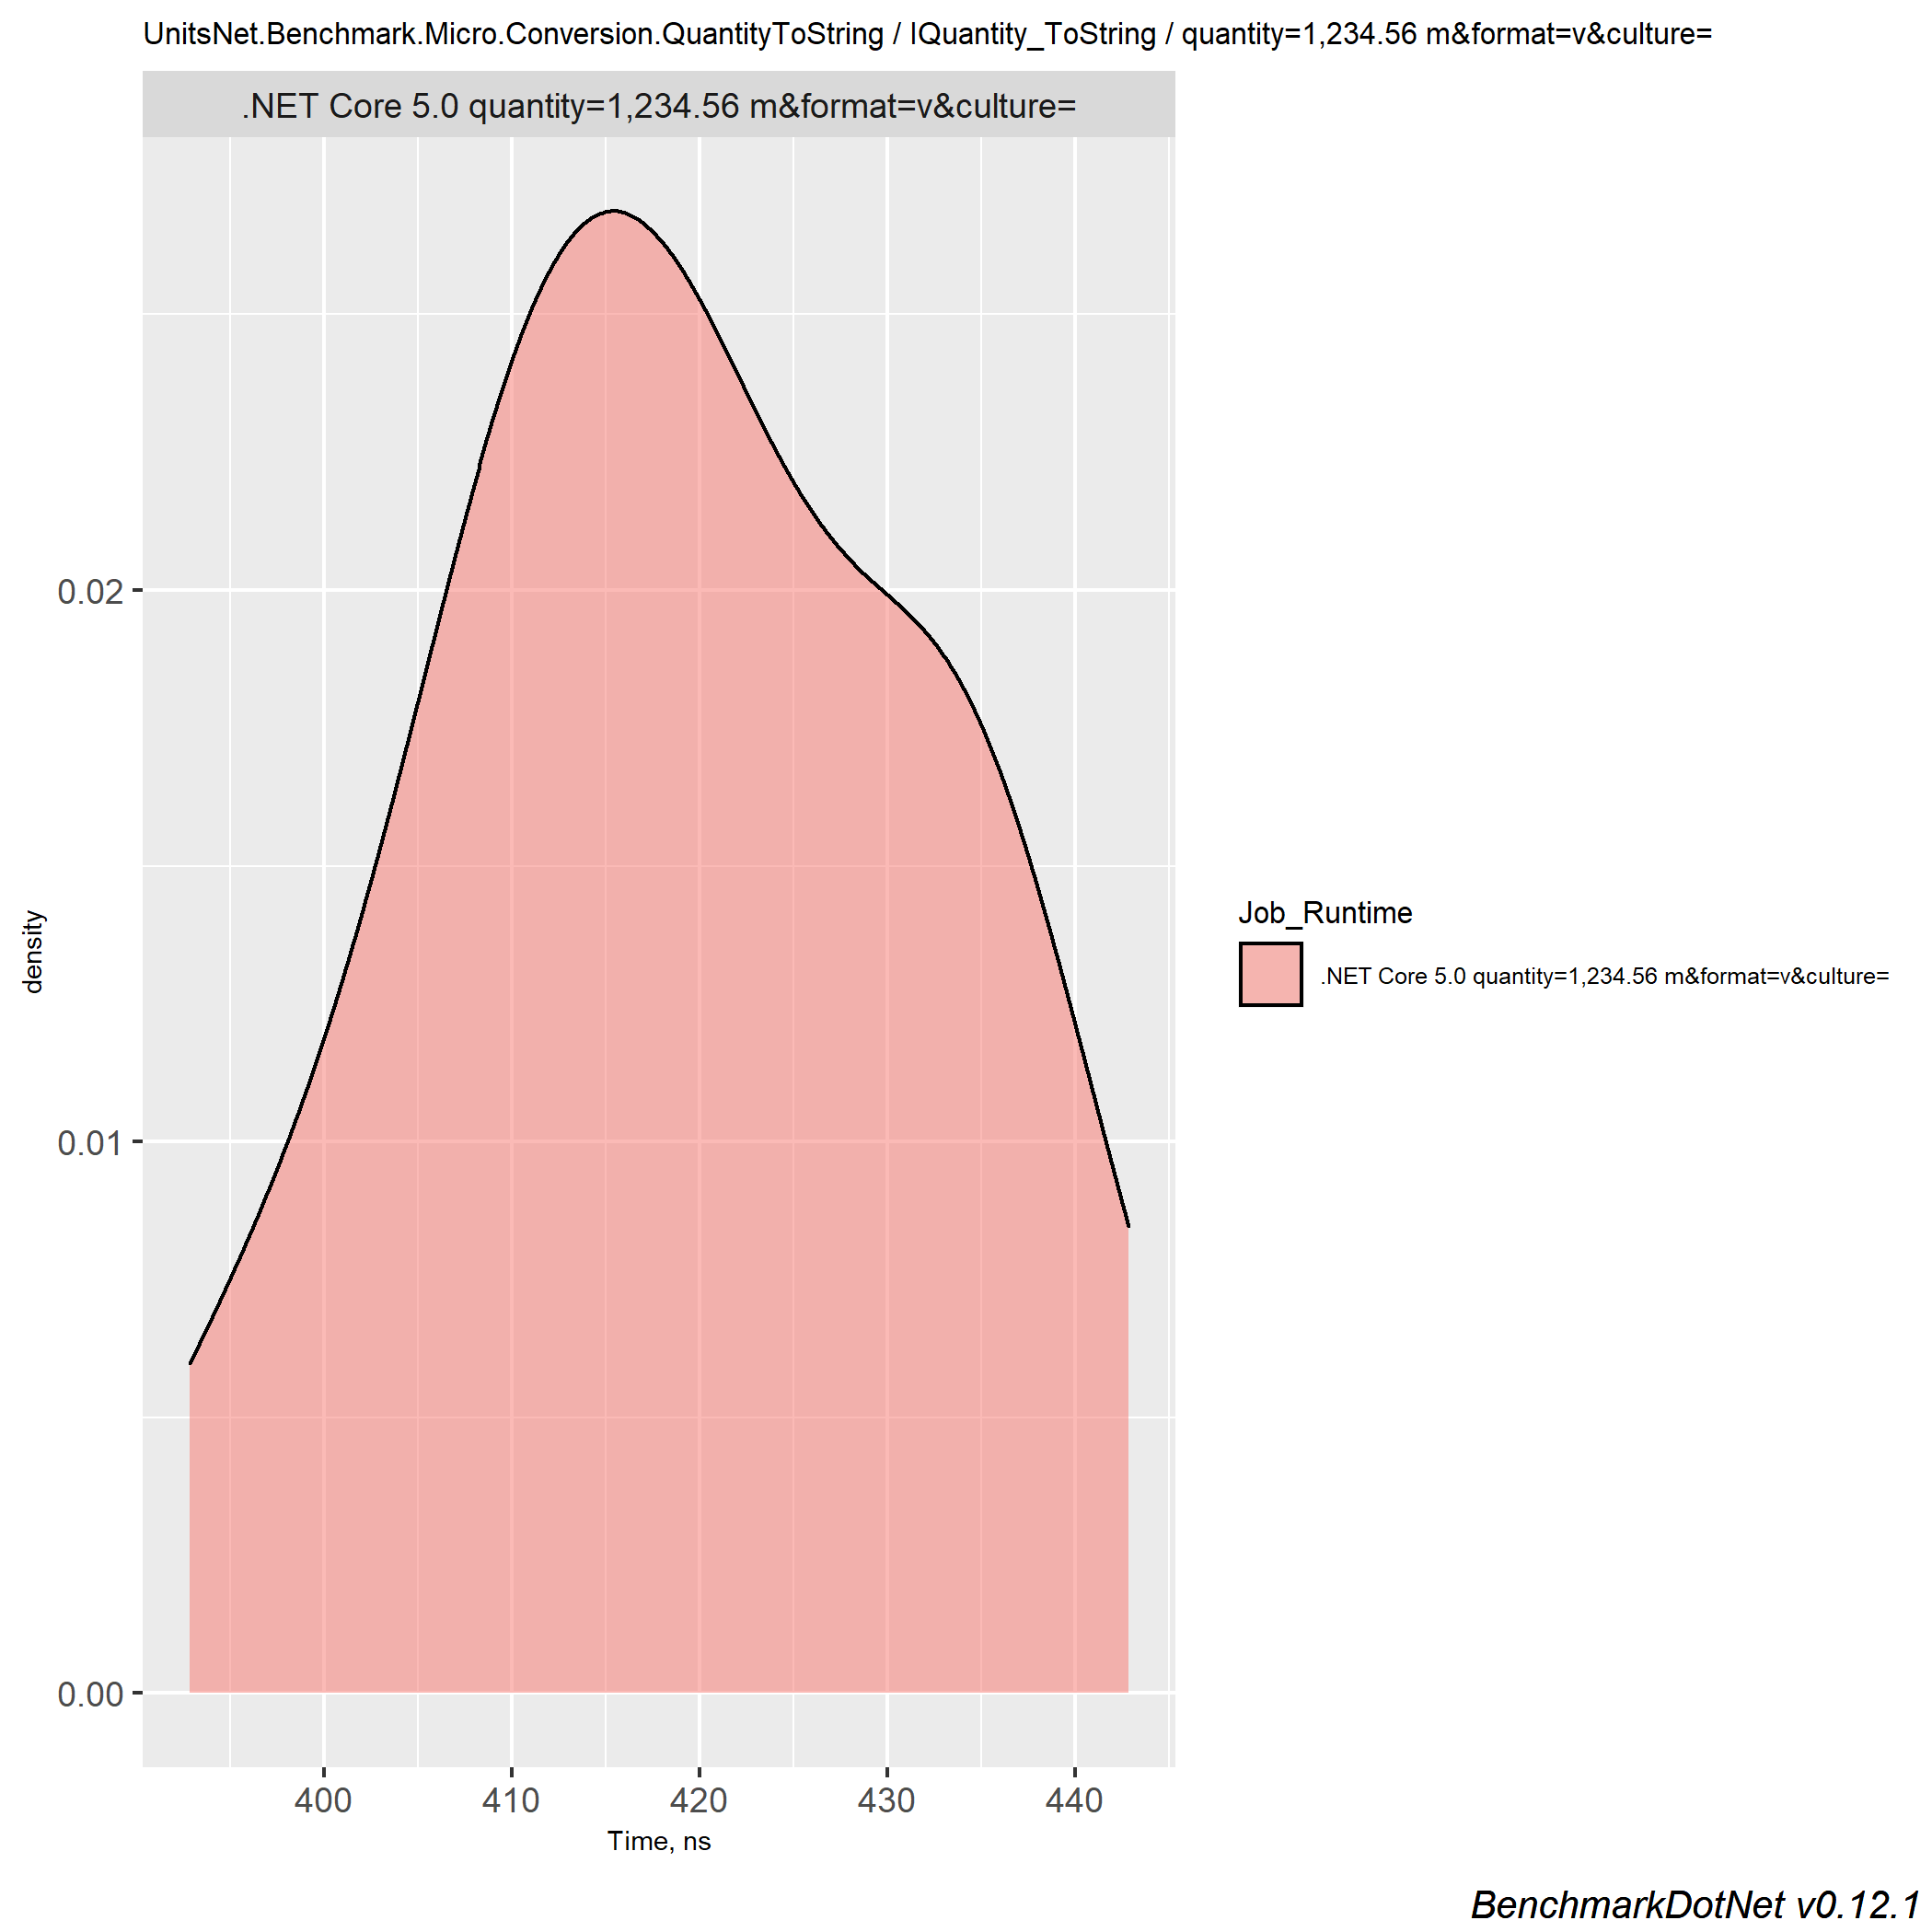 UnitsNet.Benchmark.Micro.Conversion.QuantityToString / IQuantity_ToString / quantity=1,234.56 m&format=v&culture=
.NET Core 5.0 quantity=1,234.56 m&format=v&culture=
0.02
0.01
0.00
density
400 410 420 430 440
Time, ns
Job_Runtime
.NET Core 5.0 quantity=1,234.56 m&format=v&culture=
BenchmarkDotNet v0.12.1